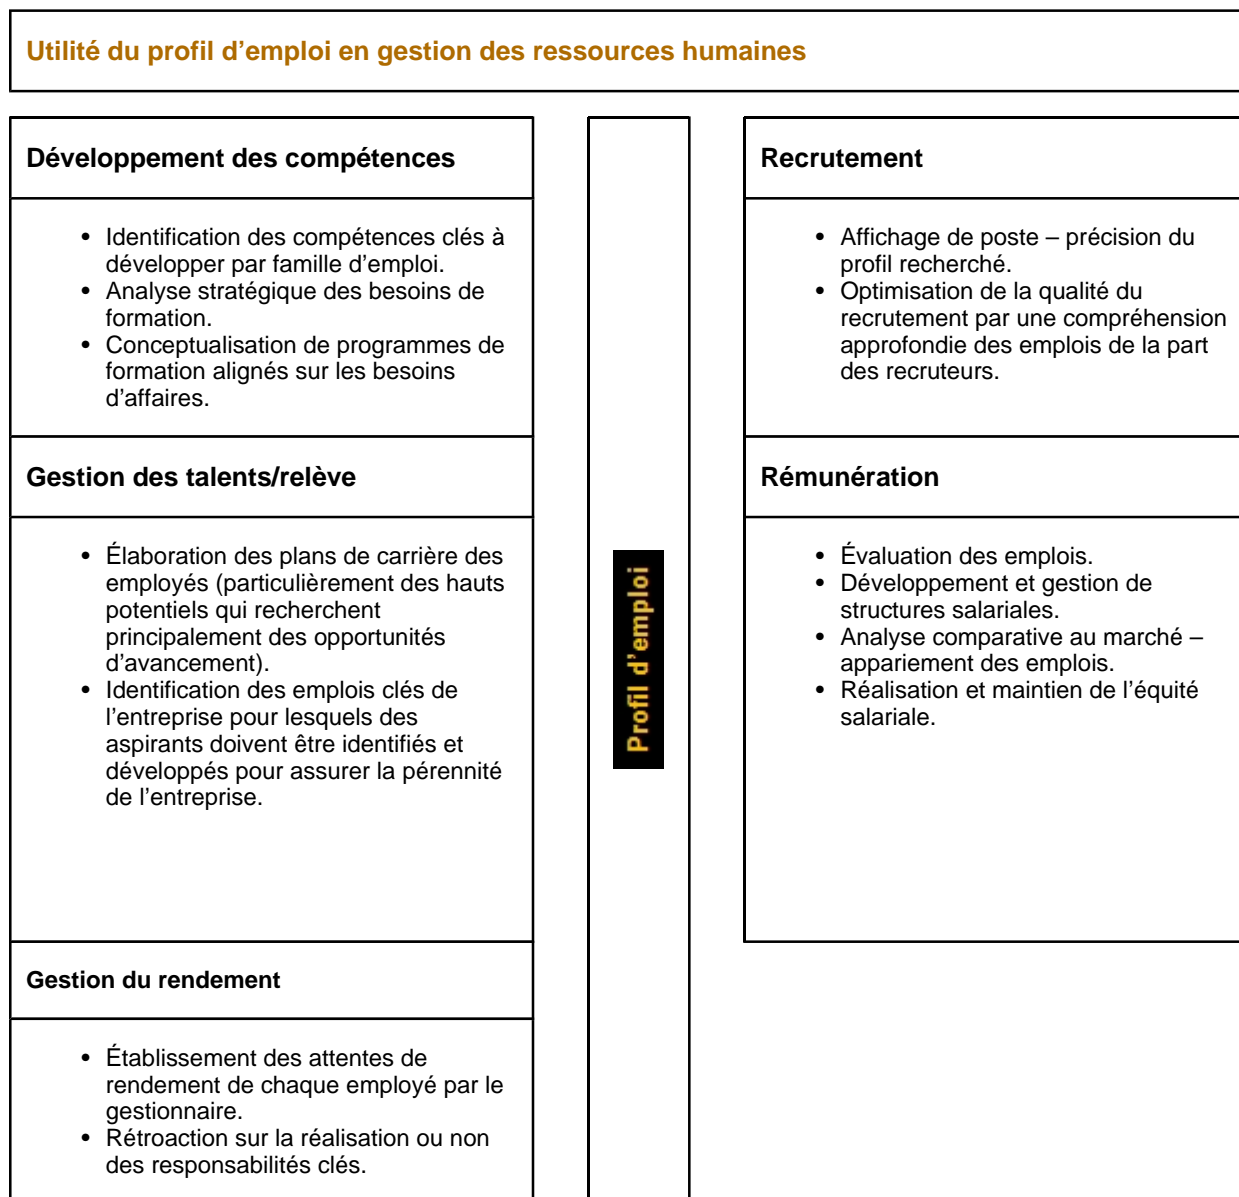 Utilité du profil d’emploi en gestion des ressources humaines
Développement des compétences
• Identification des compétences clés à
développer par famille d’emploi.
• Analyse stratégique des besoins de
formation.
• Conceptualisation de programmes de
formation alignés sur les besoins
d’affaires.
Gestion des talents/relève
• Élaboration des plans de carrière des
employés (particulièrement des hauts
potentiels qui recherchent
principalement des opportunités
d’avancement).
• Identification des emplois clés de
l’entreprise pour lesquels des
aspirants doivent être identifiés et
développés pour assurer la pérennité
de l’entreprise.
Gestion du rendement
• Établissement des attentes de
rendement de chaque employé par le
gestionnaire.
• Rétroaction sur la réalisation ou non
des responsabilités clés.
Profil d’emploi
Recrutement
• Affichage de poste – précision du
profil recherché.
• Optimisation de la qualité du
recrutement par une compréhension
approfondie des emplois de la part
des recruteurs.
Rémunération
• Évaluation des emplois.
• Développement et gestion de
structures salariales.
• Analyse comparative au marché –
appariement des emplois.
• Réalisation et maintien de l’équité
salariale.